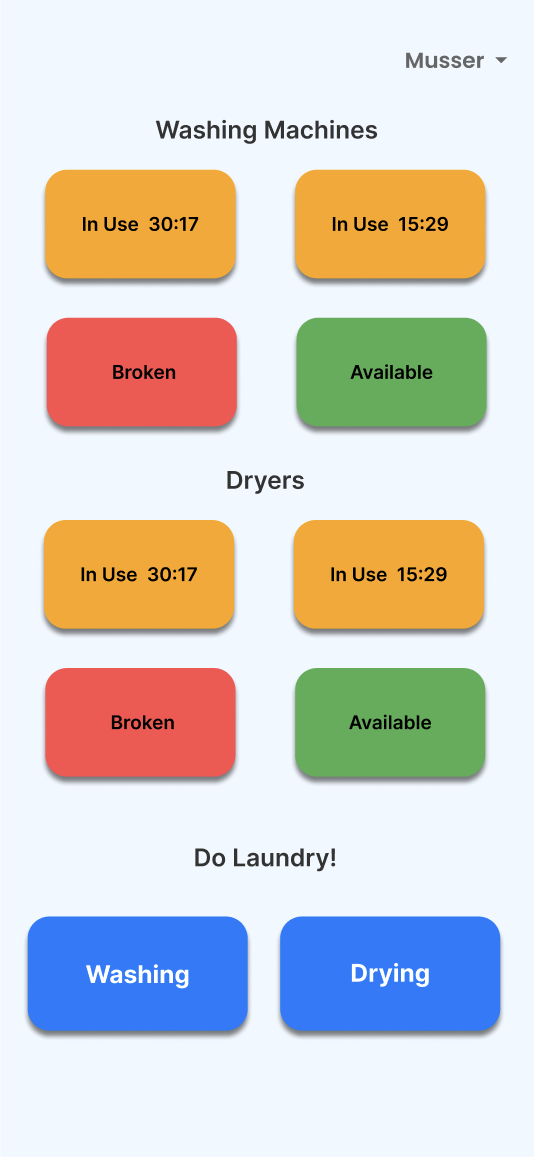 Musser
Washing Machines
In Use 30:17
In Use 15:29
Broken
Available
Dryers
In Use 30:17
In Use 15:29
Broken
Available
Do Laundry!
Washing
Drying